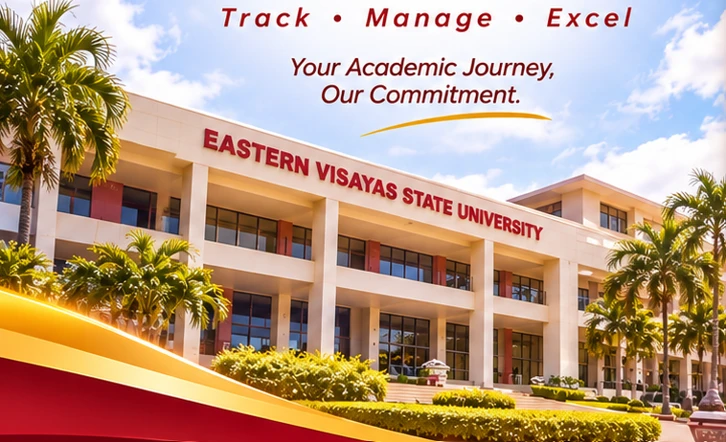 Track • Manage • Excel
Your Academic Journey,
Our Commitment.
EASTERN VISAYAS STATE UNIVERSITY